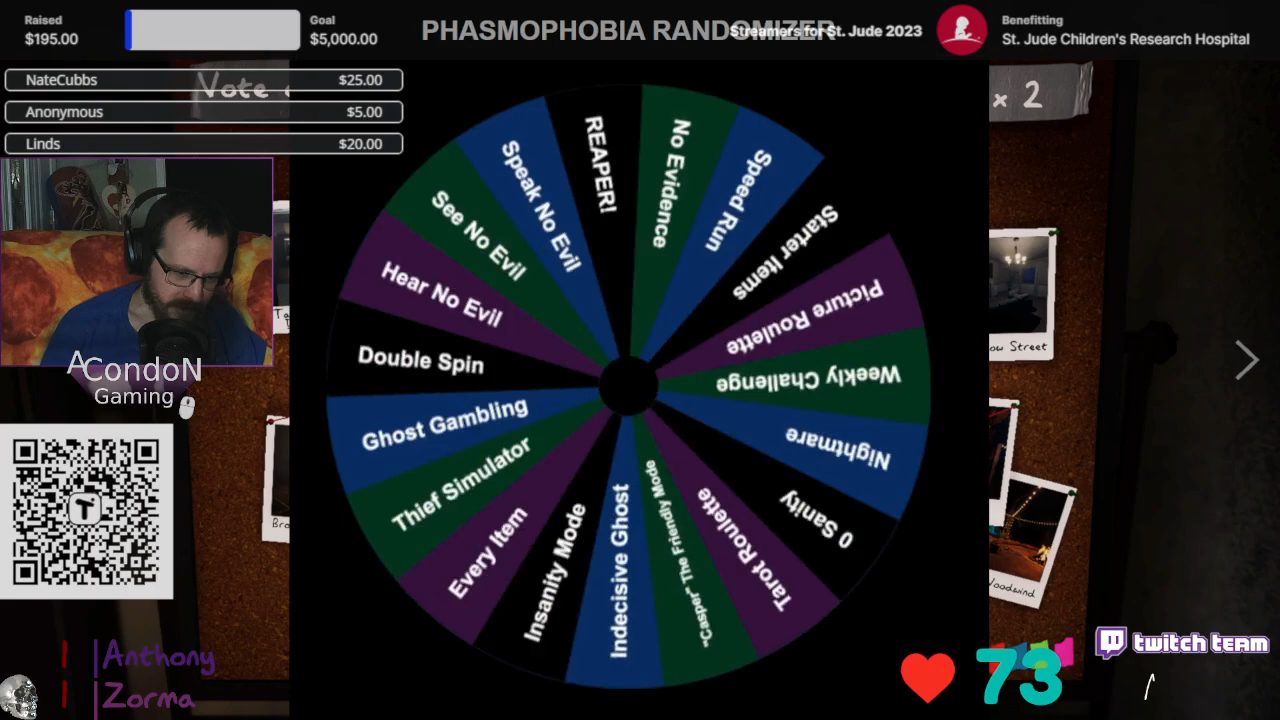 Raised
$195.00
Goal
$5,000.00
PHASMOPHOBIA RANDOMIZER
Streamers for St. Jude 2023
Benefitting
St. Jude Children's Research Hospital
NateCubbs $25.00
Anonymous $5.00
Linds $20.00
Vote
x 2
REAPER!
No Evidence
Speed Run
Starter Items
Picture Roulette
Weekly Challenge
Nightmare
0 Sanity
Tarot Roulette
"Casper" The Friendly Mode
Indecisive Ghost
Insanity Mode
Every Item
Thief Simulator
Ghost Gambling
Double Spin
Hear No Evil
See No Evil
Speak No Evil
ACondoN
Gaming
T
ow Street
Woodwind
Anthony
Zorma
73
twitch team